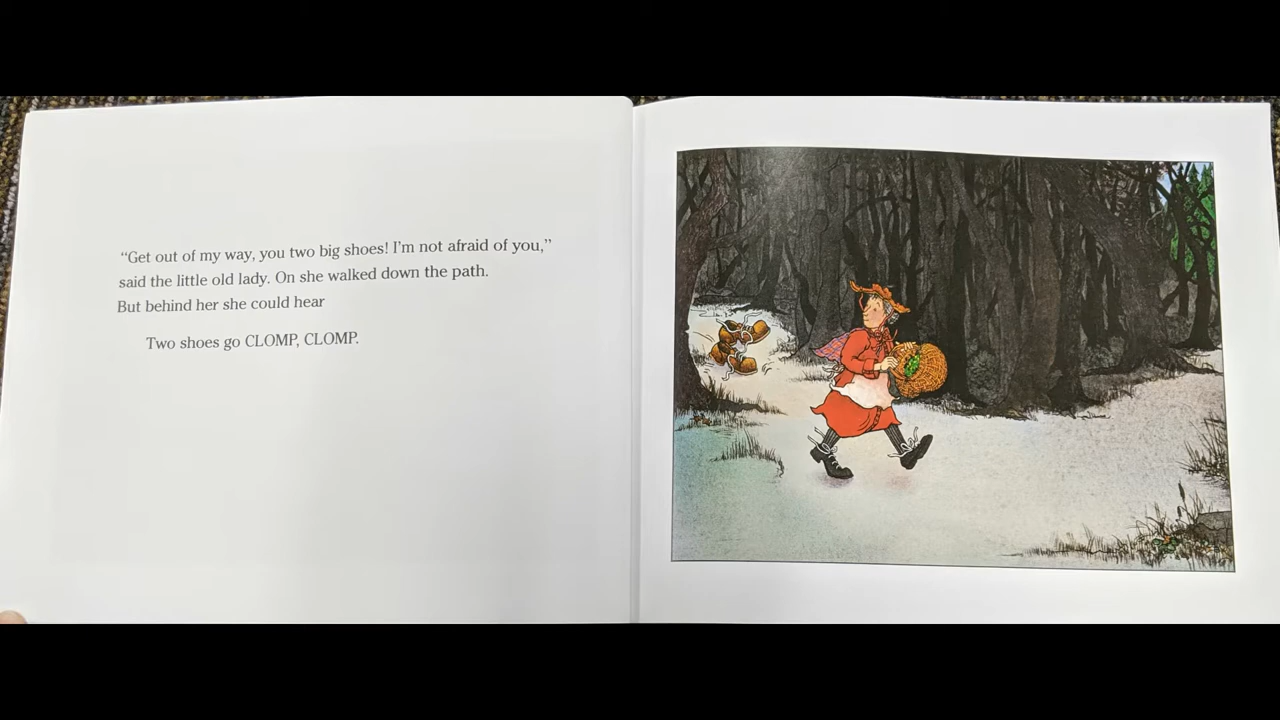 “Get out of my way, you two big shoes! I’m not afraid of you,”
said the little old lady. On she walked down the path.
But behind her she could hear
Two shoes go CLOMP, CLOMP.